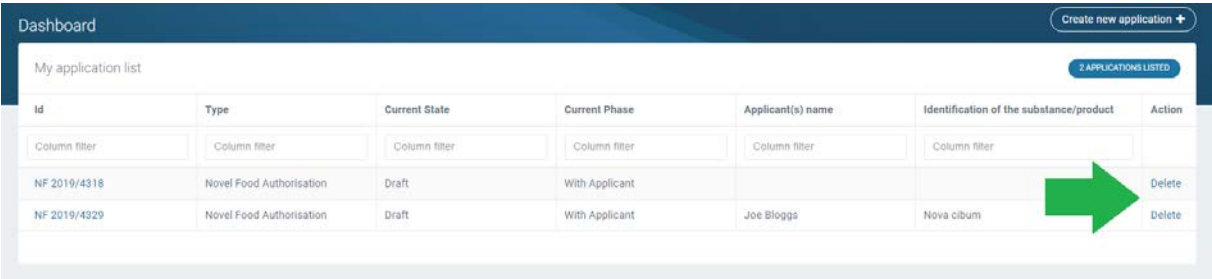 Dashboard
Create new application +
My application list
2 APPLICATIONS LISTED
Id Type Current State Current Phase Applicant(s) name Identification of the substance/product Action
Column filter Column filter Column filter Column filter Column filter Column filter
NF 2019/4318 Novel Food Authorisation Draft With Applicant Delete
NF 2019/4329 Novel Food Authorisation Draft With Applicant Joe Bloggs Nova cibum Delete